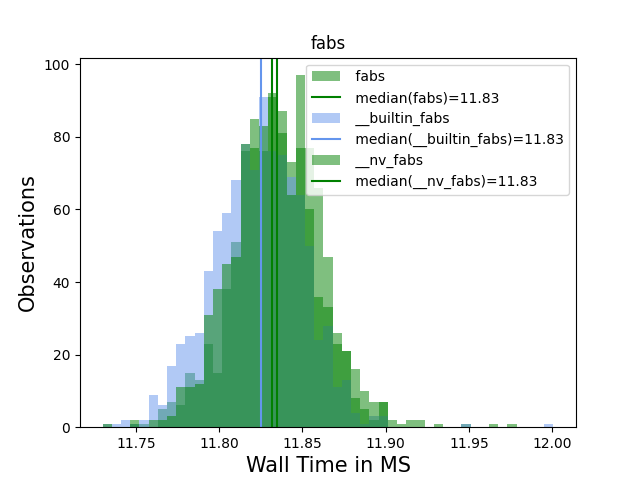 fabs
100
80
60
40
20
0
Observations
fabs
median(fabs)=11.83
__builtin_fabs
median(__builtin_fabs)=11.83
__nv_fabs
median(__nv_fabs)=11.83
11.75 11.80 11.85 11.90 11.95 12.00
Wall Time in MS